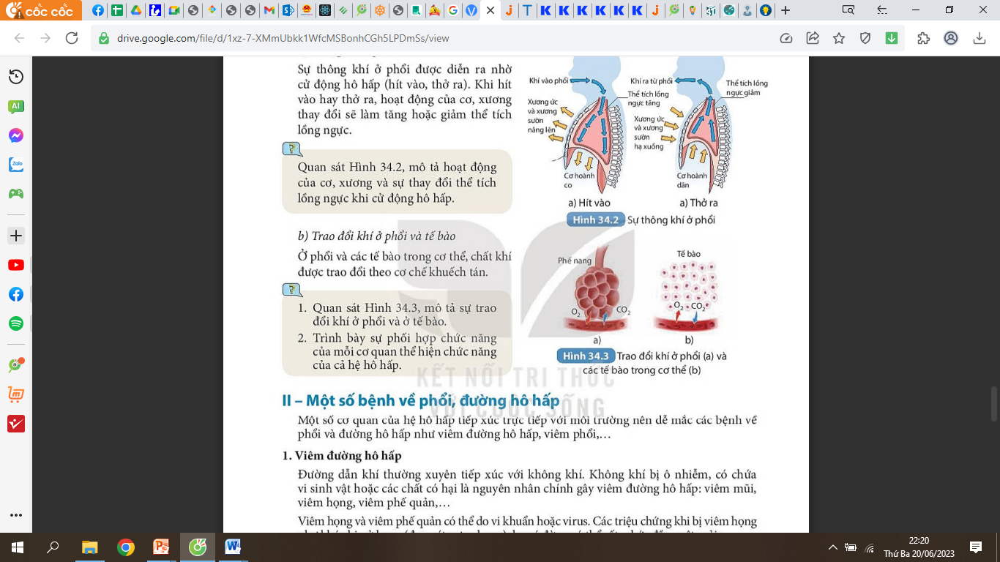 CỐC CỐC
drive.google.com/file/d/1xz-7-XMmUbkk1WfcMSBonhCGh5LPDmSs/view
Sự thông khí ở phổi được diễn ra nhờ
cử động hô hấp (hít vào, thở ra). Khi hít
vào hay thở ra, hoạt động của cơ, xương
thay đổi sẽ làm tăng hoặc giảm thể tích
lồng ngực.
?
Quan sát Hình 34.2, mô tả hoạt động
của cơ, xương và sự thay đổi thể tích
lồng ngực khi cử động hô hấp.
Khí vào phổi
Thể tích lồng
ngực tăng
Xương ức
và xương
sườn
nâng lên
Cơ hoành
co
a) Hít vào
Khí ra từ phổi
Thể tích lồng
ngực giảm
Xương ức
và xương
sườn
hạ xuống
Cơ hoành
dãn
a) Thở ra
Hình 34.2 Sự thông khí ở phổi
b) Trao đổi khí ở phổi và tế bào
Ở phổi và các tế bào trong cơ thể, chất khí
được trao đổi theo cơ chế khuếch tán.
?
1. Quan sát Hình 34.3, mô tả sự trao
đổi khí ở phổi và ở tế bào.
2. Trình bày sự phối hợp chức năng
của mỗi cơ quan thể hiện chức năng
của cả hệ hô hấp.
Phế nang
O2
CO2
a)
Tế bào
O2 CO2
b)
Hình 34.3 Trao đổi khí ở phổi (a) và
các tế bào trong cơ thể (b)
KẾT NỐI TRI THỨC
VỚI CUỘC SỐNG
II – Một số bệnh về phổi, đường hô hấp
Một số cơ quan của hệ hô hấp tiếp xúc trực tiếp với môi trường nên dễ mắc các bệnh về
phổi và đường hô hấp như viêm đường hô hấp, viêm phổi,...
1. Viêm đường hô hấp
Đường dẫn khí thường xuyên tiếp xúc với không khí. Không khí bị ô nhiễm, có chứa
vi sinh vật hoặc các chất có hại là nguyên nhân chính gây viêm đường hô hấp: viêm mũi,
viêm họng, viêm phế quản,...
Viêm họng và viêm phế quản có thể do vi khuẩn hoặc virus. Các triệu chứng khi bị viêm họng
22:20
Thứ Ba 20/06/2023